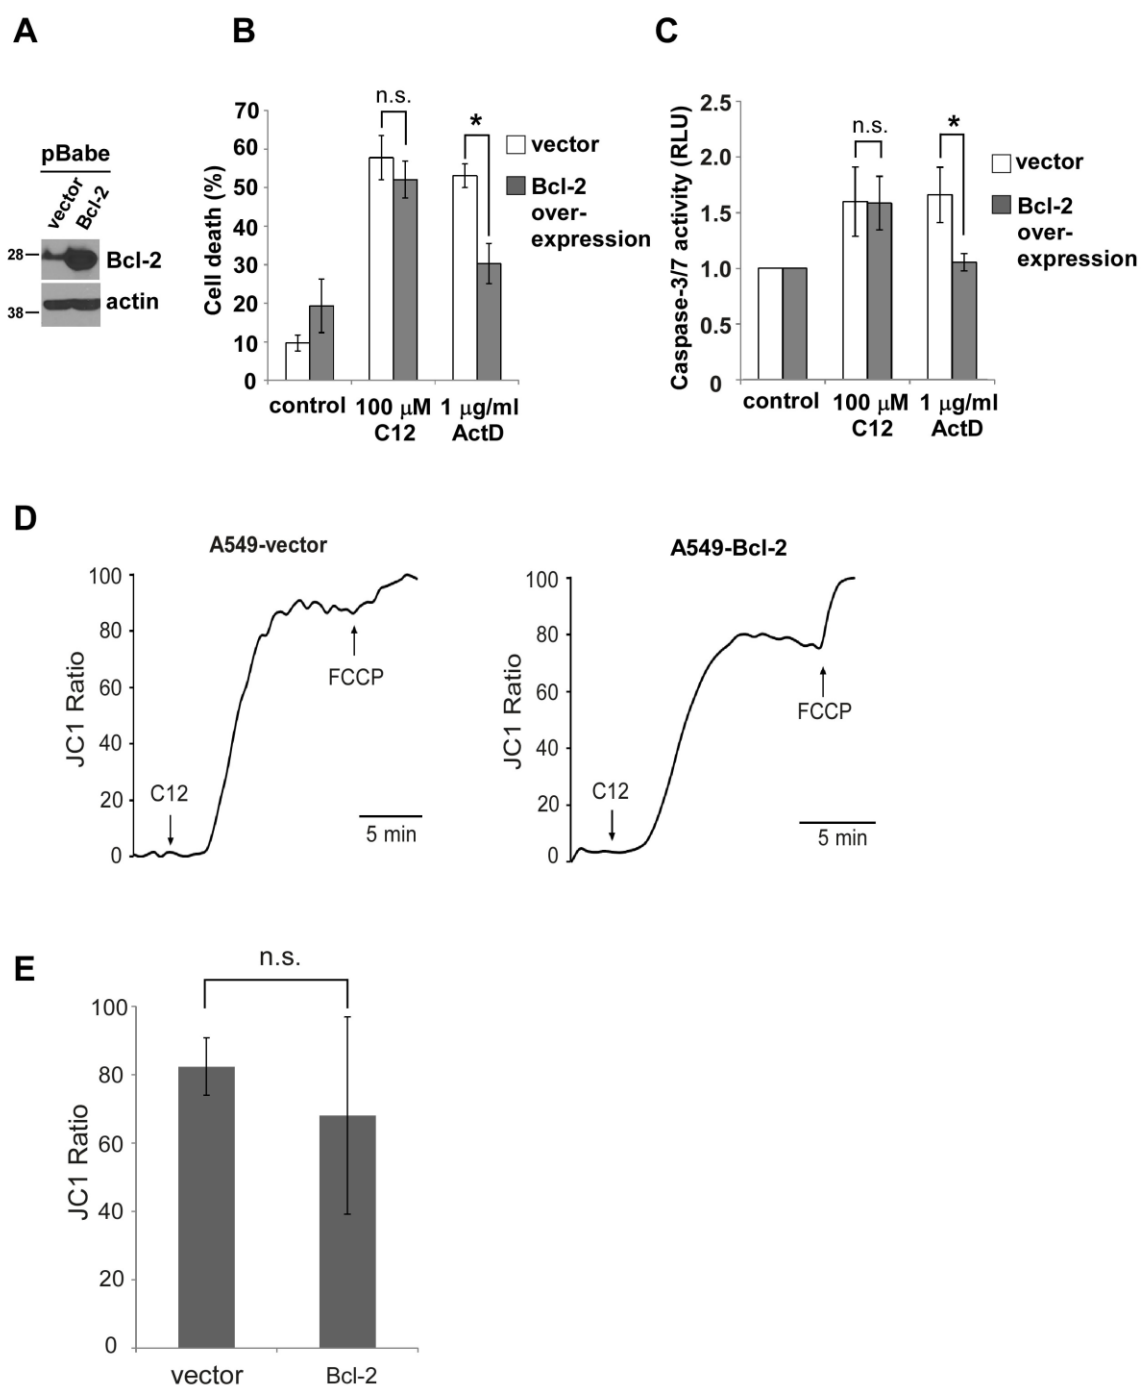 A
pBabe
vector
Bcl-2
28
Bcl-2
actin
38
B
Cell death (%)
70
60
50
40
30
20
10
0
n.s.
*
vector
Bcl-2
over-
expression
control
100 μM
C12
1 μg/ml
ActD
C
Caspase-3/7 activity (RLU)
2.5
2.0
1.5
1.0
0.5
0
n.s.
*
vector
Bcl-2
over-
expression
control
100 μM
C12
1 μg/ml
ActD
D
A549-vector
JC1 Ratio
100
80
60
40
20
0
C12
FCCP
5 min
A549-Bcl-2
JC1 Ratio
100
80
60
40
20
0
C12
FCCP
5 min
E
n.s.
JC1 Ratio
100
80
60
40
20
0
vector
Bcl-2